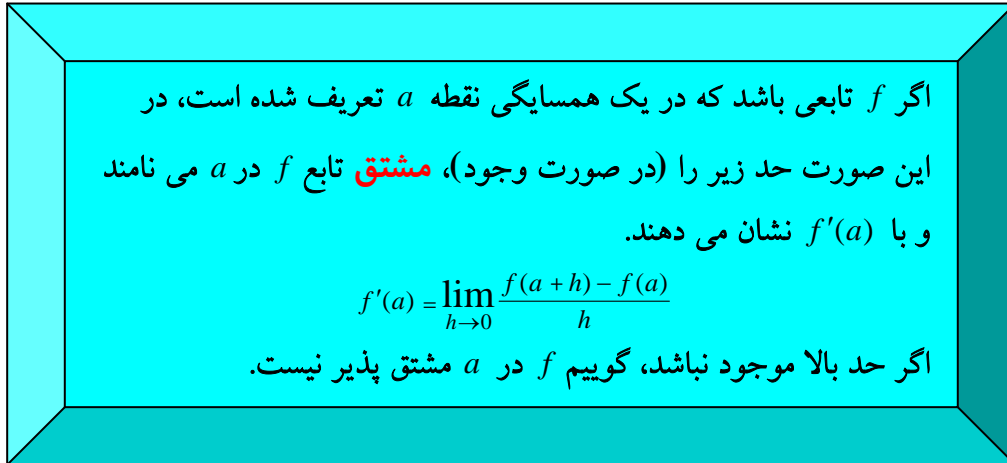 اگر f تابعی باشد که در یک همسایگی نقطه a تعریف شده است، در
این صورت حد زیر را (در صورت وجود)، مشتق تابع f در a می نامند
و با f′(a) نشان می دهند.
f′(a) = lim h→0 f(a + h) − f(a) / h
اگر حد بالا موجود نباشد، گوییم f در a مشتق پذیر نیست.